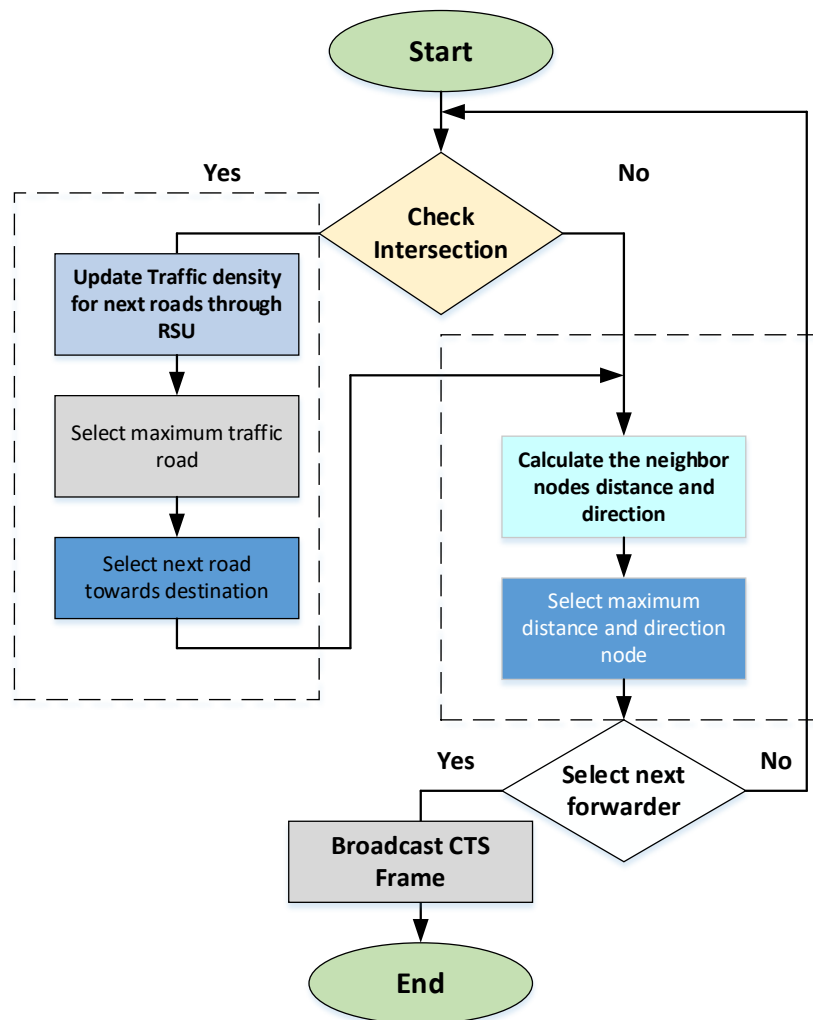 Start
Yes
No
Check
Intersection
Update Traffic density
for next roads through
RSU
Select maximum traffic
road
Select next road
towards destination
Calculate the neighbor
nodes distance and
direction
Select maximum
distance and direction
node
Yes
No
Select next
forwarder
Broadcast CTS
Frame
End